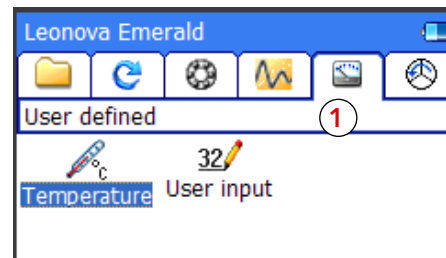 Leonova Emerald
User defined
1
°C
32
Temperature
User input